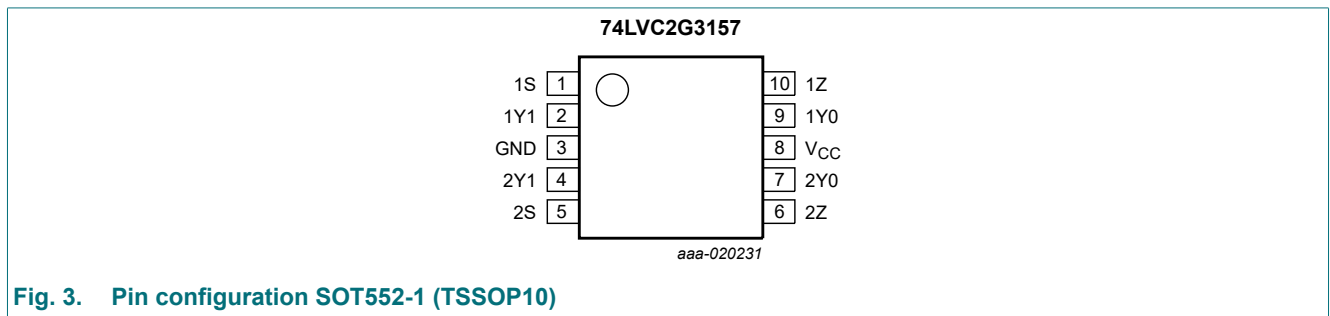 74LVC2G3157
1S 1 10 1Z
1Y1 2 9 1Y0
GND 3 8 VCC
2Y1 4 7 2Y0
2S 5 6 2Z
aaa-020231
Fig. 3. Pin configuration SOT552-1 (TSSOP10)